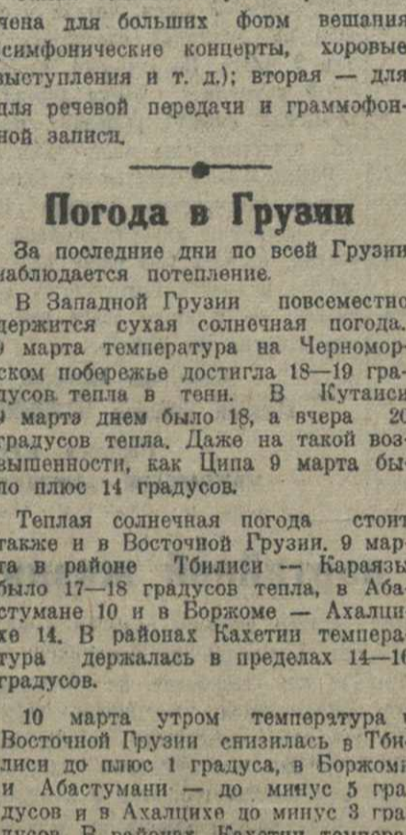 чена для больших форм вещания
симфонические концерты, хоровые
выступления и т. д.); вторая — для
для речевой передачи и граммофон-
ной записи.
Погода в Грузии
За последние дни по всей Грузии
наблюдается потепление.
В Западной Грузии повсеместно
держится сухая солнечная погода.
9 марта температура на Черномор-
ском побережье достигла 18—19 гра-
дусов тепла в тени. В Кутаиси
9 марта днем было 18, а вчера 20
градусов тепла. Даже на такой воз-
вышенности, как Ципа 9 марта бы-
ло плюс 14 градусов.
Теплая солнечная погода стоит
также и в Восточной Грузии. 9 мар-
та в районе Тбилиси — Караязы
было 17—18 градусов тепла, в Аба-
стумане 10 и в Боржоме — Ахалци-
хе 14. В районах Кахетии темпера-
тура держалась в пределах 14—16
градусов.
10 марта утром температура в
Восточной Грузии снизилась в Тби-
лиси до плюс 1 градуса, в Боржоми
и Абастумани — до минус 5 гра-
дусов и в Ахалцихе до минус 3 гра-
дусов. В районах Кахетии